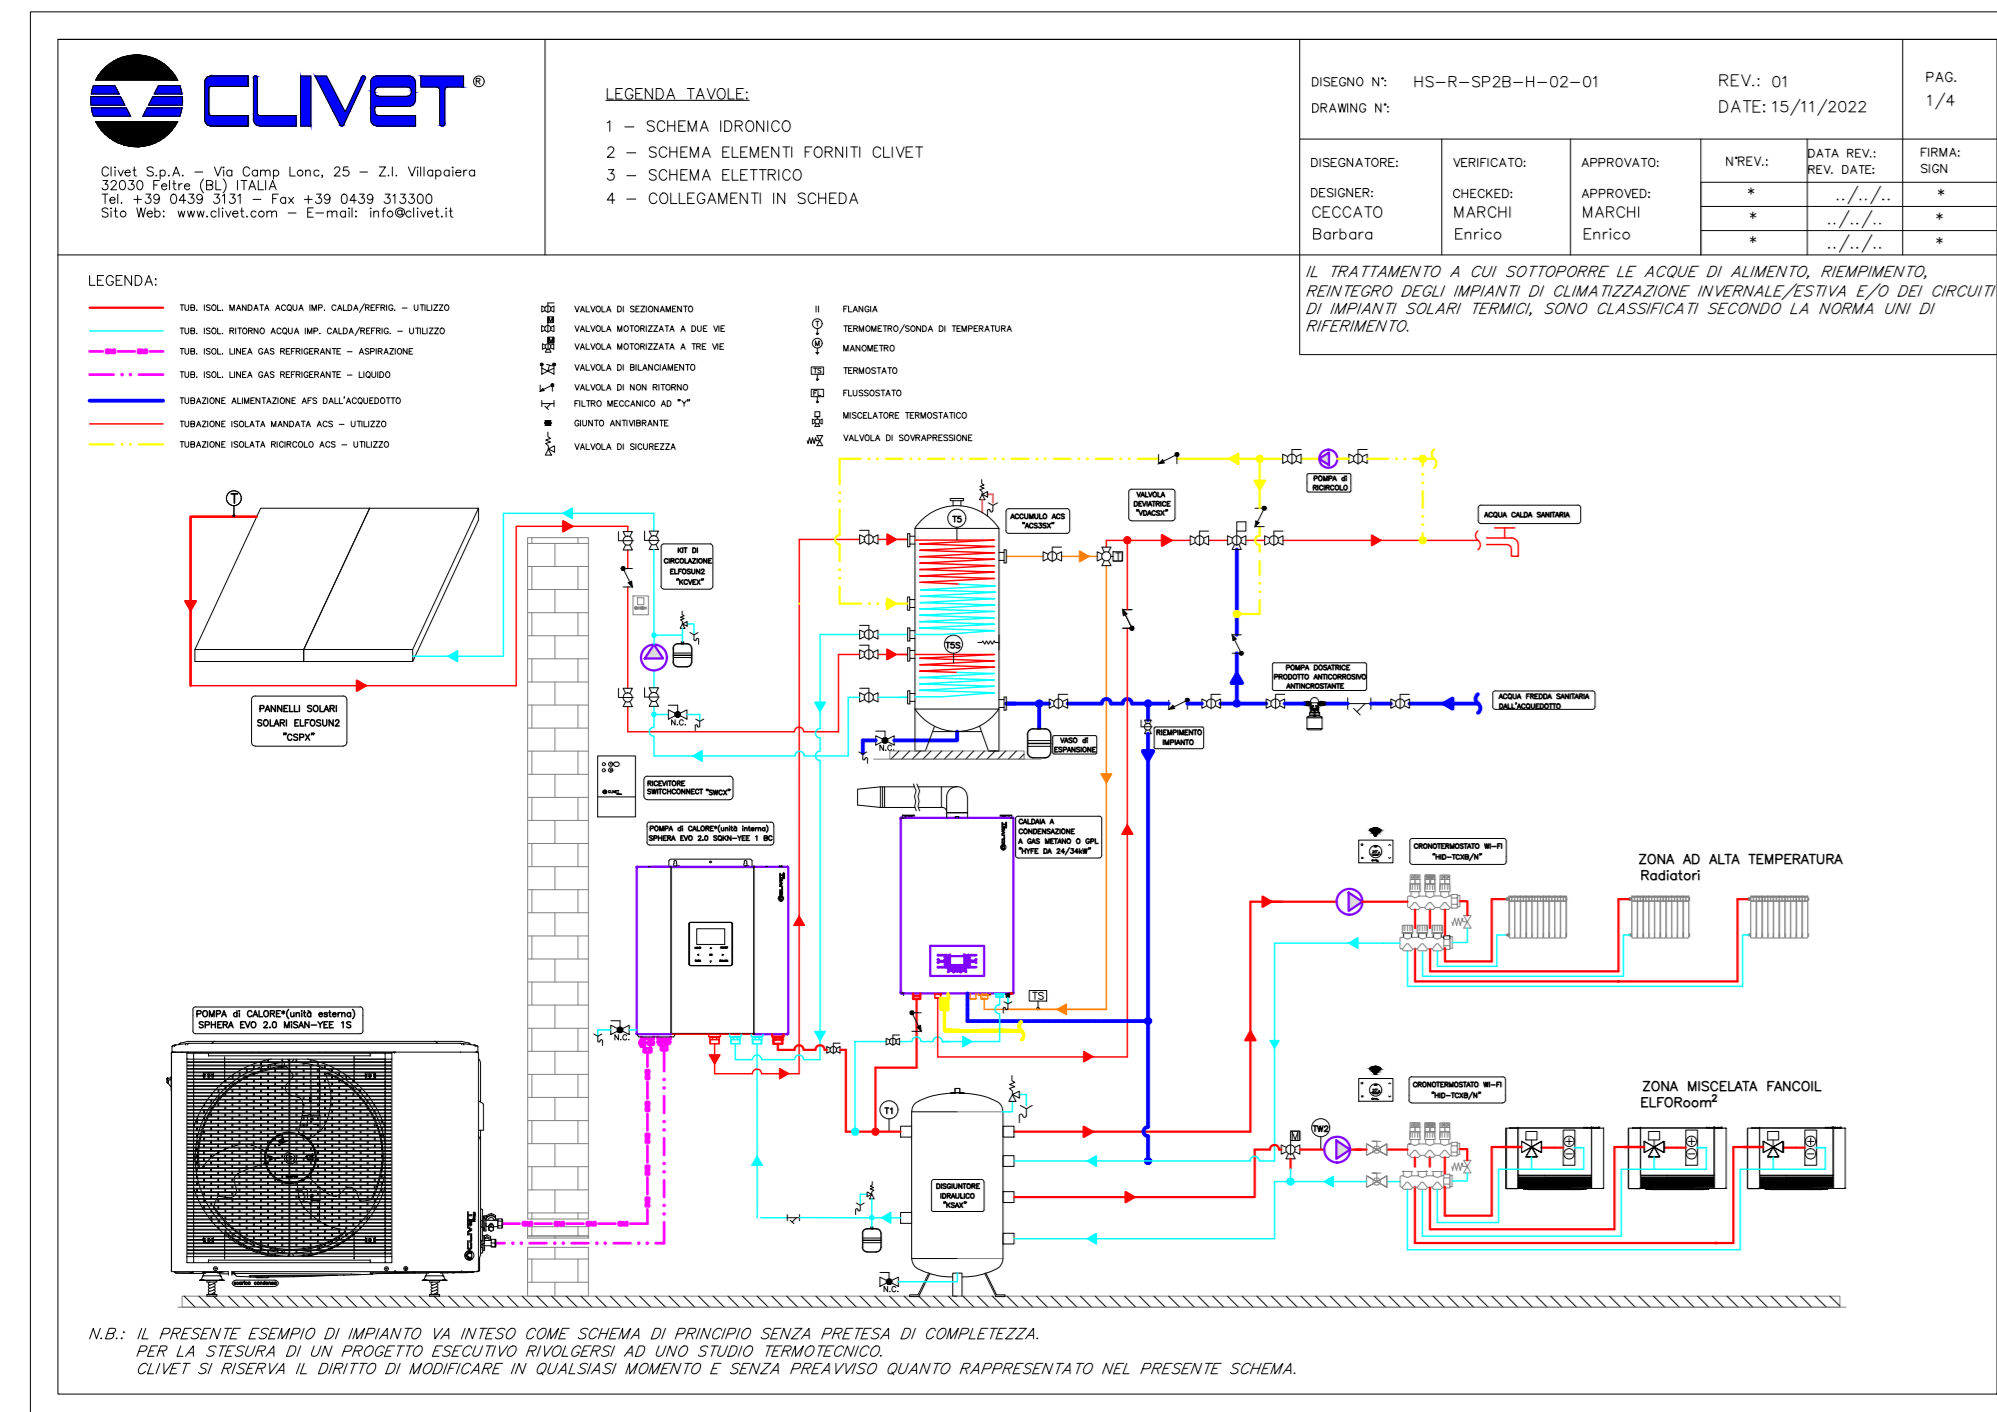 CLIVET ®
Clivet S.p.A. – Via Camp Lonc, 25 – Z.I. Villapaiera
32030 Feltre (BL) ITALIA
Tel. +39 0439 3131 – Fax +39 0439 313300
Sito Web: www.clivet.com – E-mail: info@clivet.it
LEGENDA TAVOLE:
1 – SCHEMA IDRONICO
2 – SCHEMA ELEMENTI FORNITI CLIVET
3 – SCHEMA ELETTRICO
4 – COLLEGAMENTI IN SCHEDA
DISEGNO N°: HS-R-SP2B-H-02-01
DRAWING N°:
REV.: 01
DATE: 15/11/2022
PAG.
1/4
DISEGNATORE:
DESIGNER:
CECCATO
Barbara
VERIFICATO:
CHECKED:
MARCHI
Enrico
APPROVATO:
APPROVED:
MARCHI
Enrico
N°REV.:
DATA REV.:
REV. DATE:
FIRMA:
SIGN
* ../../.. *
* ../../.. *
* ../../.. *
IL TRATTAMENTO A CUI SOTTOPORRE LE ACQUE DI ALIMENTO, RIEMPIMENTO,
REINTEGRO DEGLI IMPIANTI DI CLIMATIZZAZIONE INVERNALE/ESTIVA E/O DEI CIRCUITI
DI IMPIANTI SOLARI TERMICI, SONO CLASSIFICATI SECONDO LA NORMA UNI DI
RIFERIMENTO.
LEGENDA:
TUB. ISOL. MANDATA ACQUA IMP. CALDA/REFRIG. – UTILIZZO
TUB. ISOL. RITORNO ACQUA IMP. CALDA/REFRIG. – UTILIZZO
TUB. ISOL. LINEA GAS REFRIGERANTE – ASPIRAZIONE
TUB. ISOL. LINEA GAS REFRIGERANTE – LIQUIDO
TUBAZIONE ALIMENTAZIONE AFS DALL'ACQUEDOTTO
TUBAZIONE ISOLATA MANDATA ACS – UTILIZZO
TUBAZIONE ISOLATA RICIRCOLO ACS – UTILIZZO
VALVOLA DI SEZIONAMENTO
M VALVOLA MOTORIZZATA A DUE VIE
M VALVOLA MOTORIZZATA A TRE VIE
VALVOLA DI BILANCIAMENTO
VALVOLA DI NON RITORNO
FILTRO MECCANICO AD "Y"
GIUNTO ANTIVIBRANTE
VALVOLA DI SICUREZZA
FLANGIA
T TERMOMETRO/SONDA DI TEMPERATURA
M MANOMETRO
TS TERMOSTATO
FL FLUSSOSTATO
MISCELATORE TERMOSTATICO
VALVOLA DI SOVRAPRESSIONE
T
PANNELLI SOLARI
SOLARI ELFOSUN2
"CSPX"
KIT DI
CIRCOLAZIONE
ELFOSUN2
"KCVEX"
N.C.
T5
T5S
ACCUMULO ACS
"ACS3SX"
VALVOLA
DEVIATRICE
"VDACSX"
POMPA di
RICIRCOLO
ACQUA CALDA SANITARIA
POMPA DOSATRICE
PRODOTTO ANTICORROSIVO
ANTINCROSTANTE
ACQUA FREDDA SANITARIA
DALL'ACQUEDOTTO
N.C.
VASO di
ESPANSIONE
RIEMPIMENTO
IMPIANTO
RICEVITORE
SWITCHCONNECT "SWCX"
POMPA di CALORE"(unità interna)
SPHERA EVO 2.0 SQKN-YEE 1 BC
CALDAIA A
CONDENSAZIONE
A GAS METANO O GPL
"HYFE DA 24/34kW"
CRONOTERMOSTATO WI-FI
"HID-TCXB/N"
ZONA AD ALTA TEMPERATURA
Radiatori
TS
N.C.
POMPA di CALORE"(unità esterna)
SPHERA EVO 2.0 MISAN-YEE 1S
T1
CRONOTERMOSTATO WI-FI
"HID-TCXB/N"
ZONA MISCELATA FANCOIL
ELFORoom²
M
TW2
DISGIUNTORE
IDRAULICO
"KSAX"
CLIVET
scarico condensa
N.C.
N.B.: IL PRESENTE ESEMPIO DI IMPIANTO VA INTESO COME SCHEMA DI PRINCIPIO SENZA PRETESA DI COMPLETEZZA.
PER LA STESURA DI UN PROGETTO ESECUTIVO RIVOLGERSI AD UNO STUDIO TERMOTECNICO.
CLIVET SI RISERVA IL DIRITTO DI MODIFICARE IN QUALSIASI MOMENTO E SENZA PREAVVISO QUANTO RAPPRESENTATO NEL PRESENTE SCHEMA.